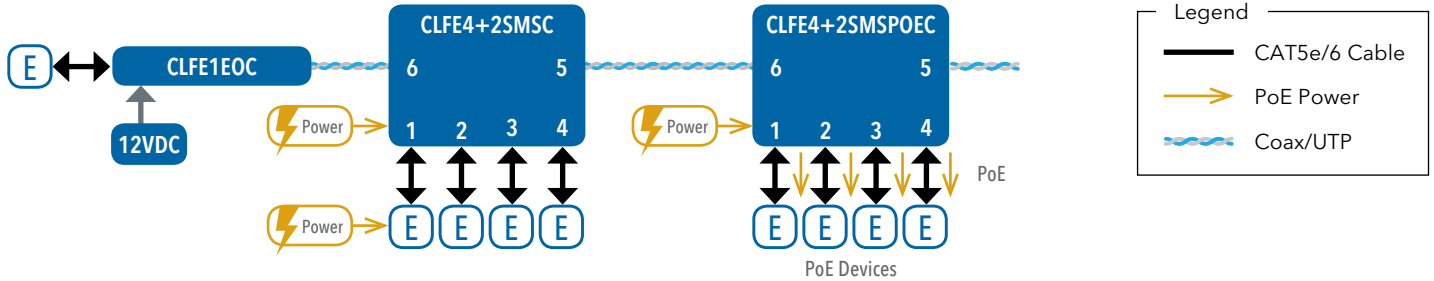 CLFE4+2SMSC
CLFE4+2SMSPOEC
Legend
E
CLFE1EOC
6
5
6
5
CAT5e/6 Cable
PoE Power
Power
1
2
3
4
Power
1
2
3
4
12VDC
Coax/UTP
PoE
Power
E
E
E
E
E
E
E
E
PoE Devices